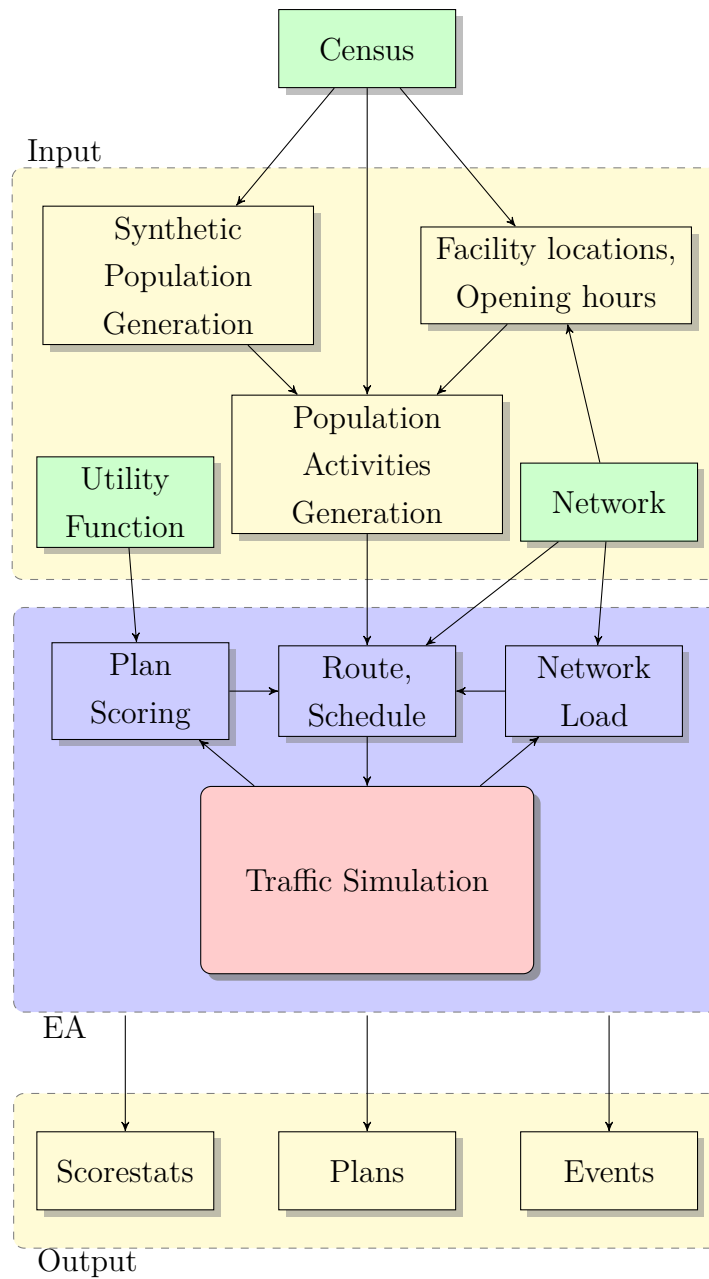 Census
Input
Synthetic
Population
Generation
Facility locations,
Opening hours
Population
Activities
Generation
Utility
Function
Network
Plan
Scoring
Route,
Schedule
Network
Load
Traffic Simulation
EA
Scorestats
Plans
Events
Output